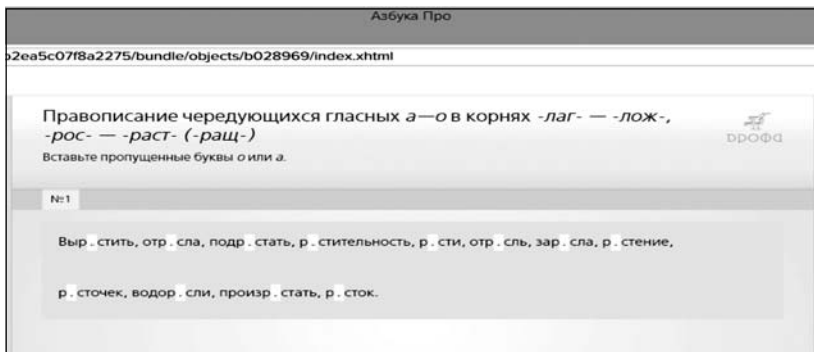 Азбука Про
b2ea5c07f8a2275/bundle/objects/b028969/index.xhtml
Правописание чередующихся гласных а—о в корнях -лаг- — -лож-,
-рос- — -раст- (-ращ-)
дрофа
Вставьте пропущенные буквы о или а.
№1
Выр.стить, отр.сла, подр.стать, р.стительность, р.сти, отр.сль, зар.сла, р.стение,
р.сточек, водор.сли, произр.стать, р.сток.